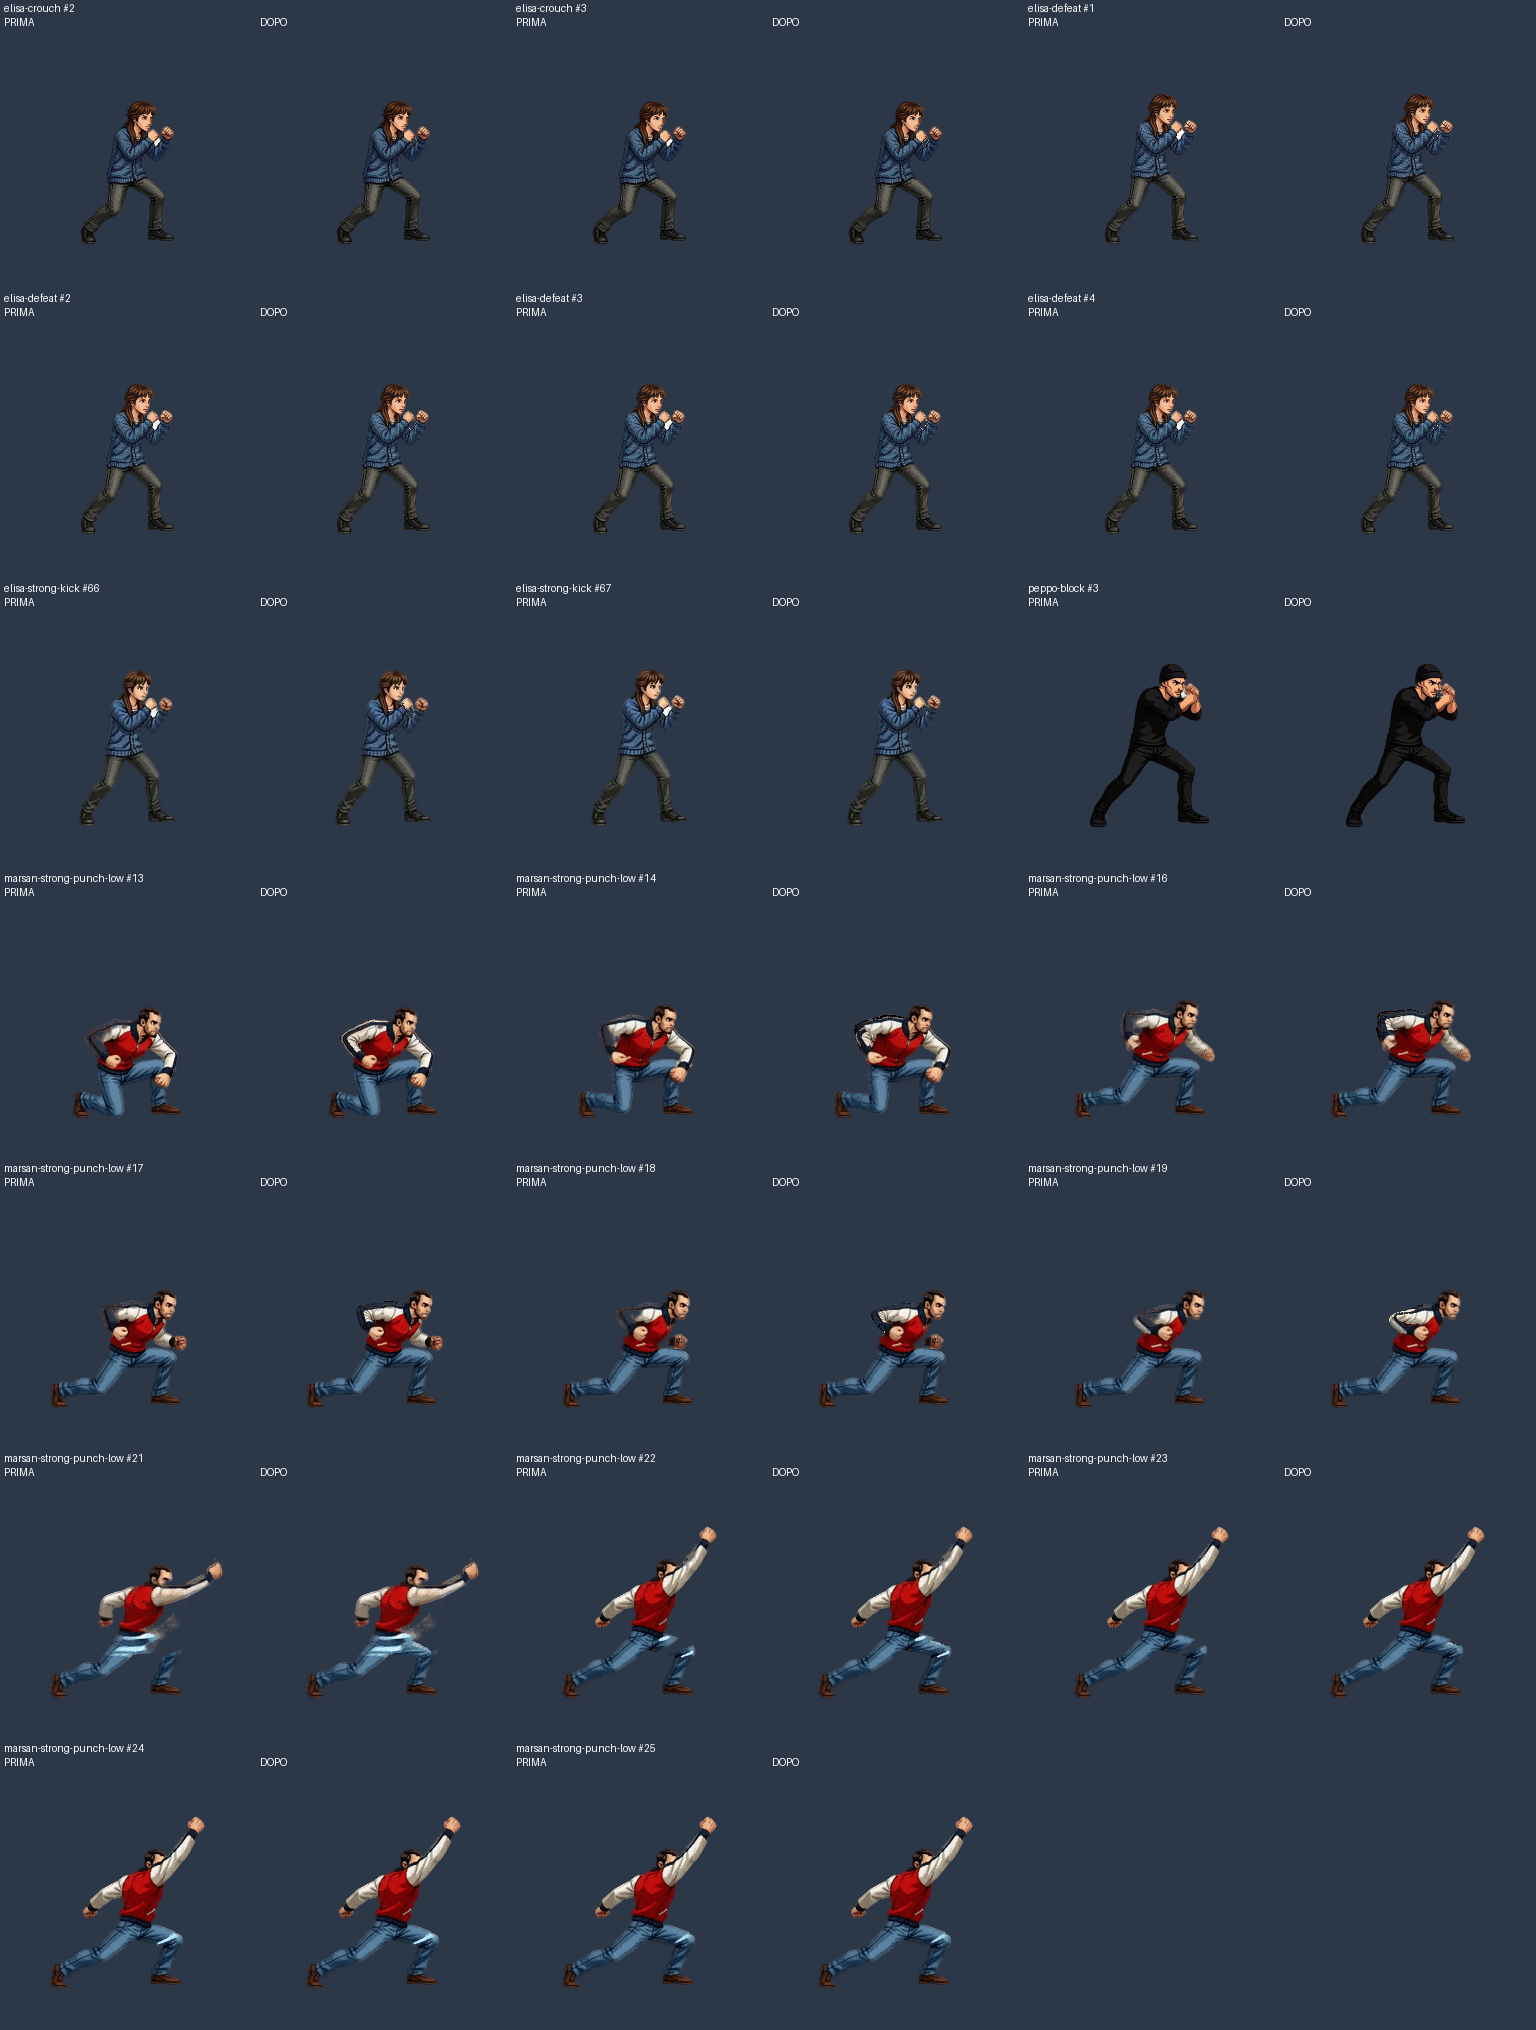 elisa-crouch #2
PRIMA
DOPO
elisa-crouch #3
PRIMA
DOPO
elisa-defeat #1
PRIMA
DOPO
elisa-defeat #2
PRIMA
DOPO
elisa-defeat #3
PRIMA
DOPO
elisa-defeat #4
PRIMA
DOPO
elisa-strong-kick #66
PRIMA
DOPO
elisa-strong-kick #67
PRIMA
DOPO
peppo-block #3
PRIMA
DOPO
marsan-strong-punch-low #13
PRIMA
DOPO
marsan-strong-punch-low #14
PRIMA
DOPO
marsan-strong-punch-low #16
PRIMA
DOPO
marsan-strong-punch-low #17
PRIMA
DOPO
marsan-strong-punch-low #18
PRIMA
DOPO
marsan-strong-punch-low #19
PRIMA
DOPO
marsan-strong-punch-low #21
PRIMA
DOPO
marsan-strong-punch-low #22
PRIMA
DOPO
marsan-strong-punch-low #23
PRIMA
DOPO
marsan-strong-punch-low #24
PRIMA
DOPO
marsan-strong-punch-low #25
PRIMA
DOPO